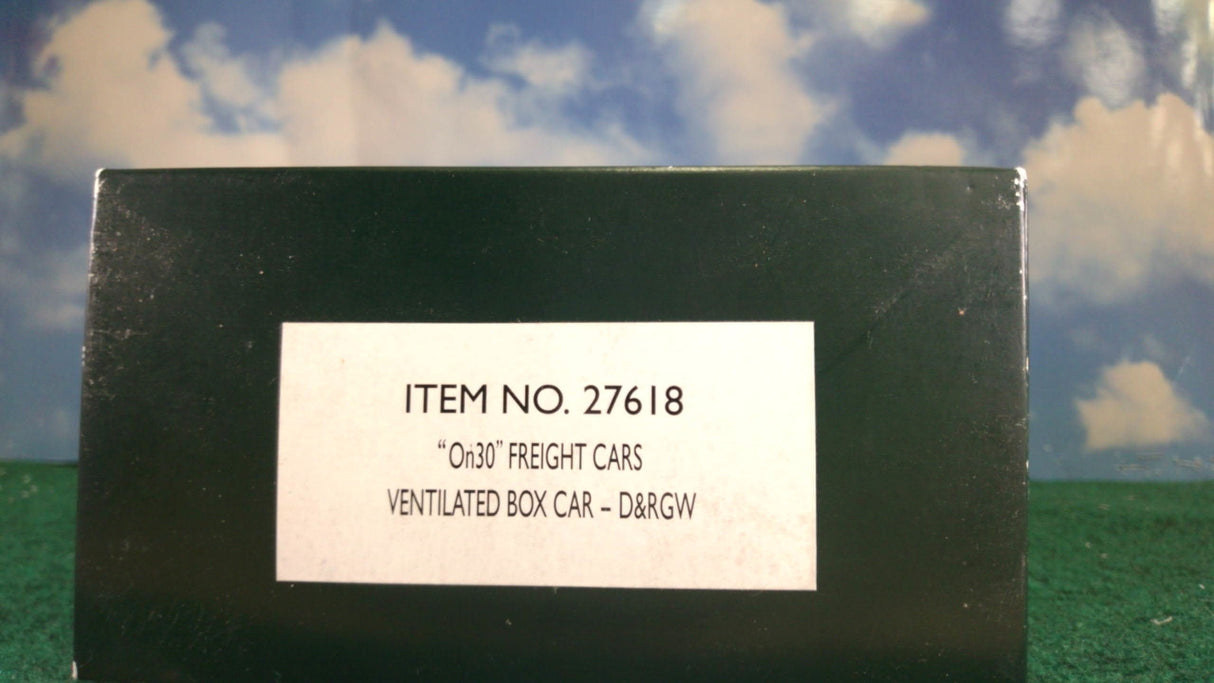 ITEM NO. 27618
“On30” FREIGHT CARS
VENTILATED BOX CAR – D&RGW